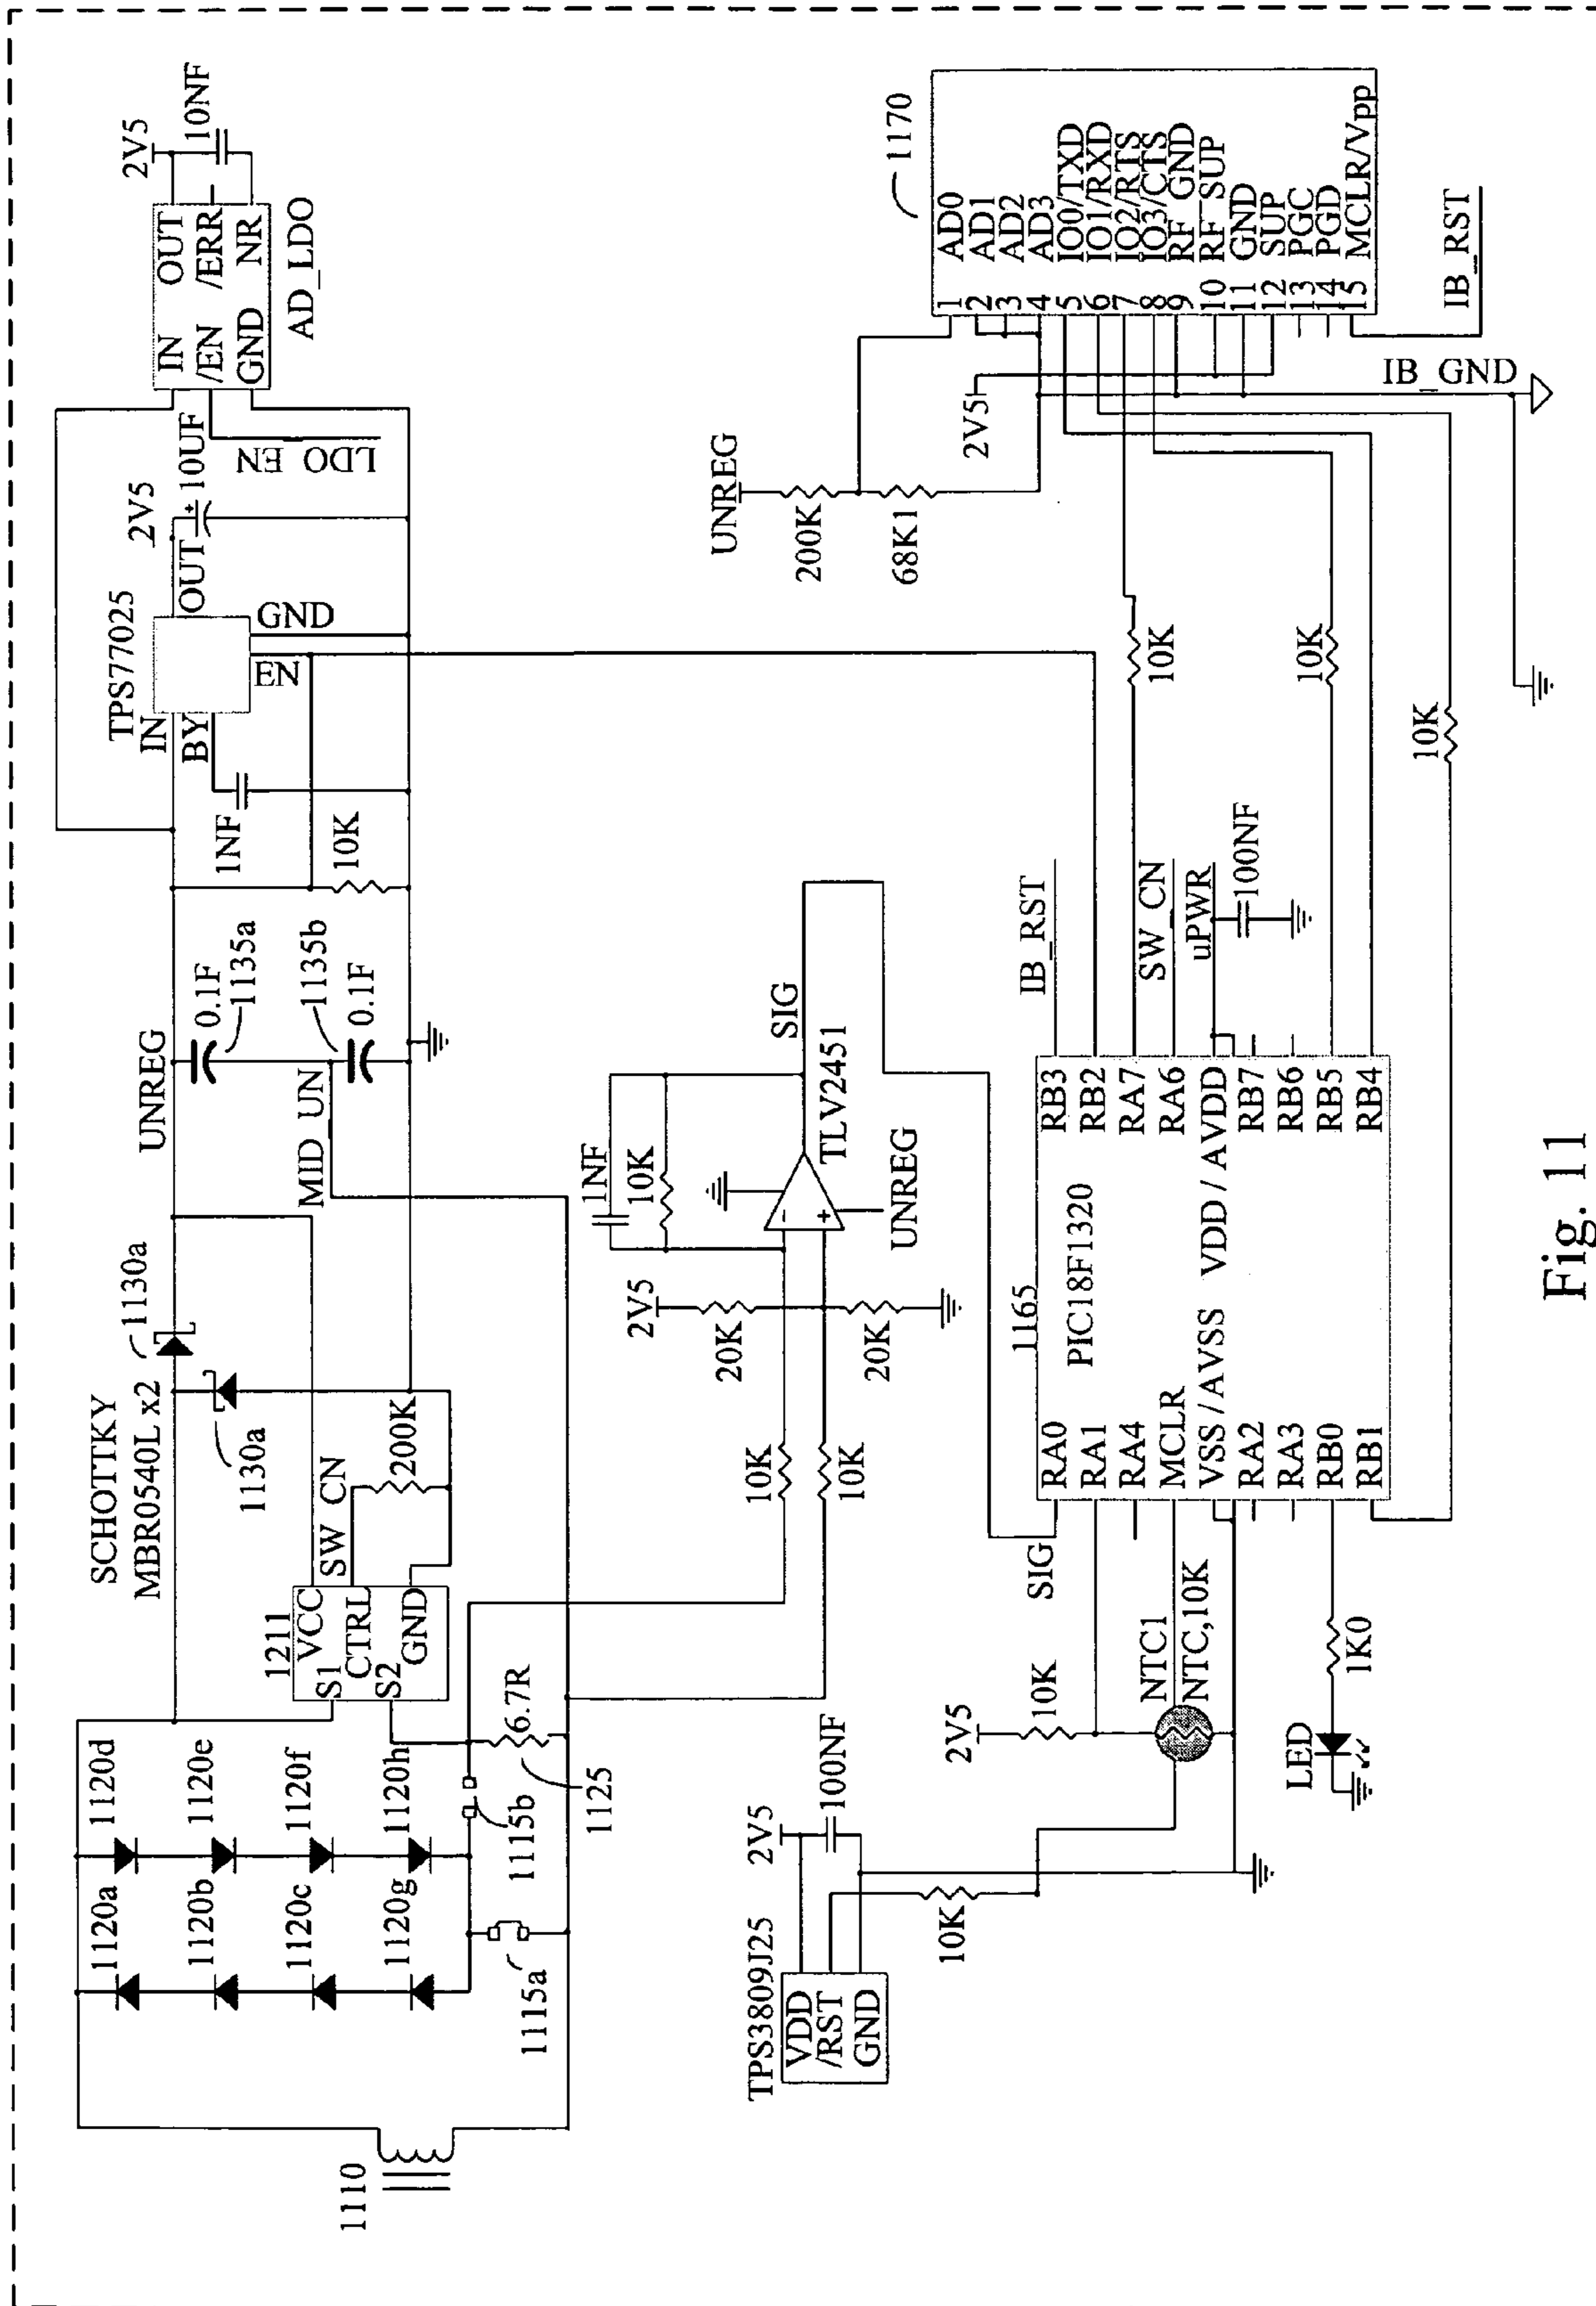 2V5
10NF
IN OUT
/EN /ERR
GND NR
AD_LDO
LDO_EN
2V5
10UF
TPS77025
IN
OUT
BY
GND
EN
1NF
10K
UNREG
0.1F
1135a
1135b
0.1F
MID_UN
SCHOTTKY
MBR0540L x2
1130a
1130a
1211
VCC
S1
CTRL
S2
GND
SW_CN
200K
1120d
1120e
1120f
1120h
1120a
1120b
1120c
1120g
6.7R
1125
1115b
1115a
1110
UNREG
200K
68K1
2V5
1170
1 AD0
2 AD1
3 AD2
4 AD3
5 IO0/TXD
6 IO1/RXD
7 IO2/RTS
8 IO3/CTS
9 RF_GND
10 RF_SUP
11 GND
12 SUP
13 PGC
14 PGD
15 MCLR/Vpp
IB_RST
IB_GND
10K
10K
10K
SIG
1NF
10K
TLV2451
-
+
UNREG
2V5
20K
20K
10K
10K
IB_RST
SW_CN
uPWR
100NF
1165
PIC18F1320
RA0
RA1
RA4
MCLR
VSS / AVSS
RA2
RA3
RB0
RB1
RB3
RB2
RA7
RA6
VDD / AVDD
RB7
RB6
RB5
RB4
SIG
2V5
10K
NTC1
NTC,10K
1K0
LED
2V5
100NF
TPS3809J25
VDD
/RST
GND
10K
Fig. 11